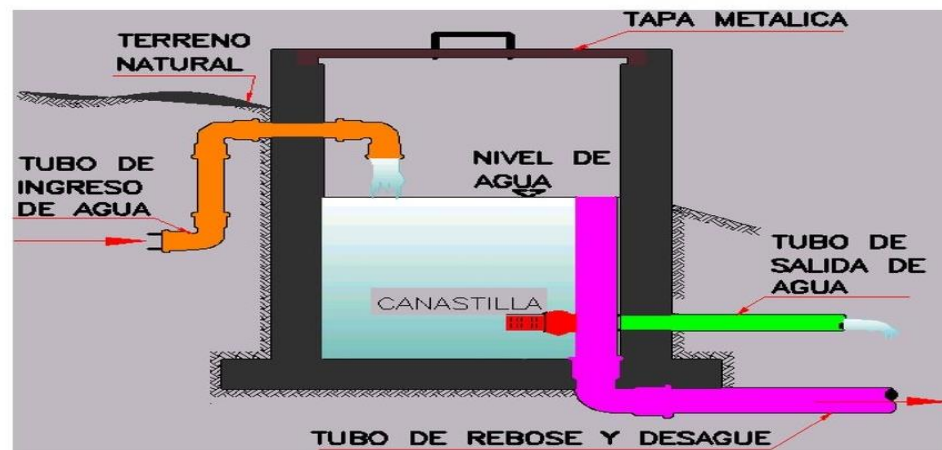 TAPA METALICA
TERRENO
NATURAL
TUBO DE
INGRESO
DE AGUA
NIVEL DE
AGUA
TUBO DE
SALIDA DE
AGUA
CANASTILLA
TUBO DE REBOSE Y DESAGUE